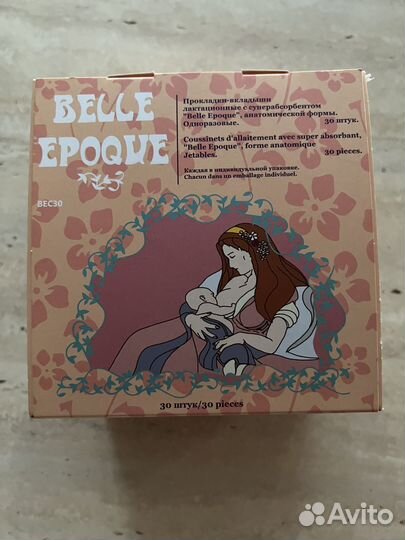 BELLE
EPOQUE
BEC30
Прокладки-вкладыши
лактационные с суперабсорбентом
"Belle Epoque", анатомической формы.
Одноразовые. 30 штук.
Coussinets d'allaitement avec super absorbant,
"Belle Epoque", forme anatomique
Jetables. 30 pieces.
Каждая в индивидуальной упаковке.
Chacun dans un emballage individuel.
30 штук/30 pieces
Avito